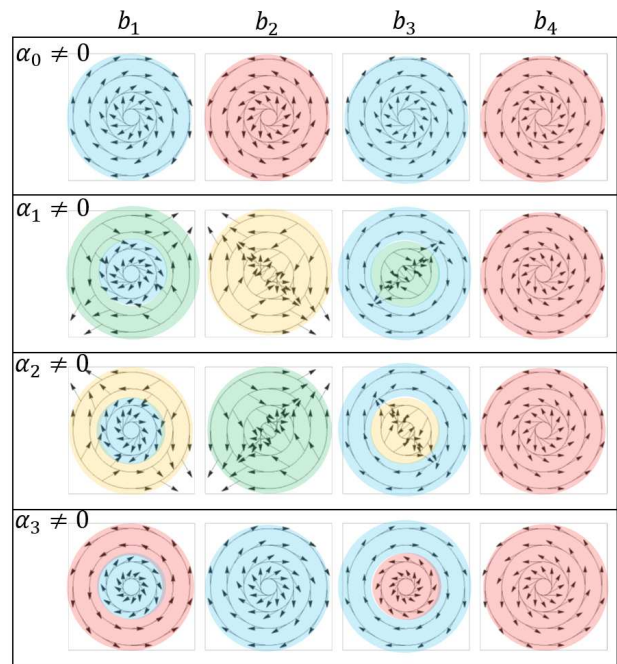 b₁ b₂ b₃ b₄
α₀ ≠ 0
α₁ ≠ 0
α₂ ≠ 0
α₃ ≠ 0